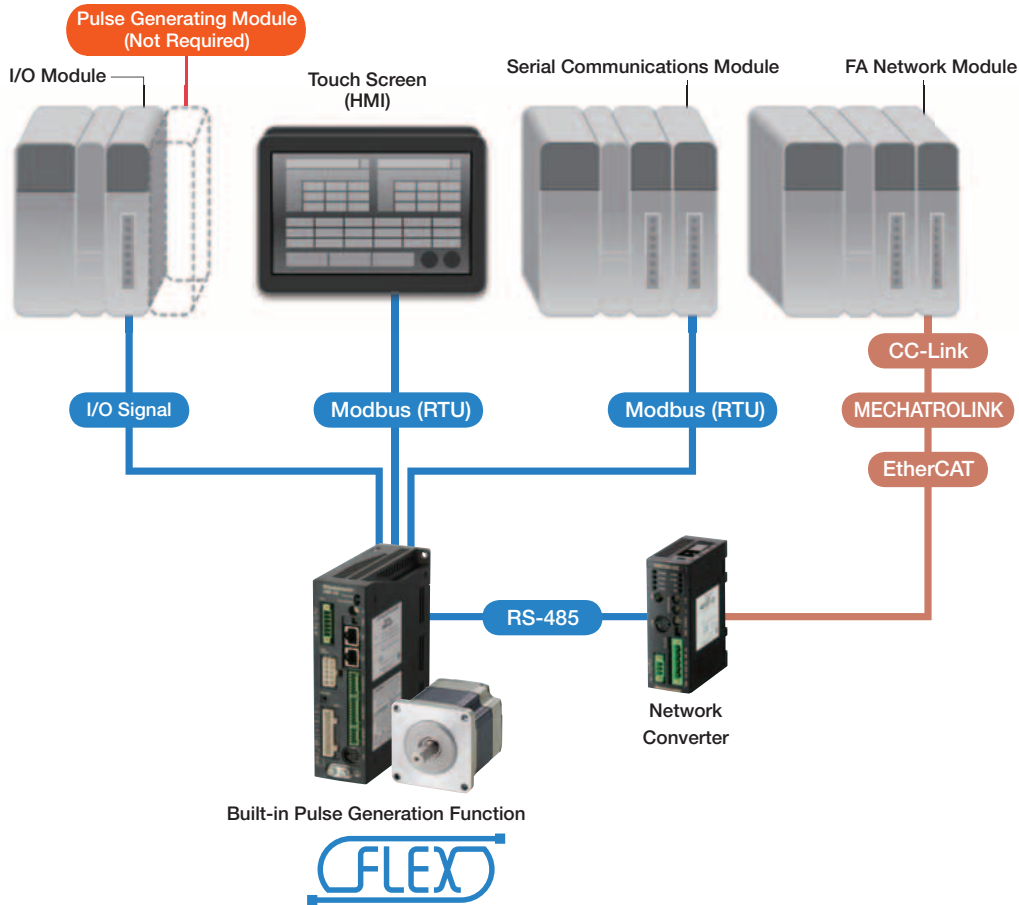 Pulse Generating Module
(Not Required)
I/O Module
Touch Screen
(HMI)
Serial Communications Module
FA Network Module
CC-Link
I/O Signal
Modbus (RTU)
Modbus (RTU)
MECHATROLINK
EtherCAT
RS-485
Network
Converter
Built-in Pulse Generation Function
FLEX